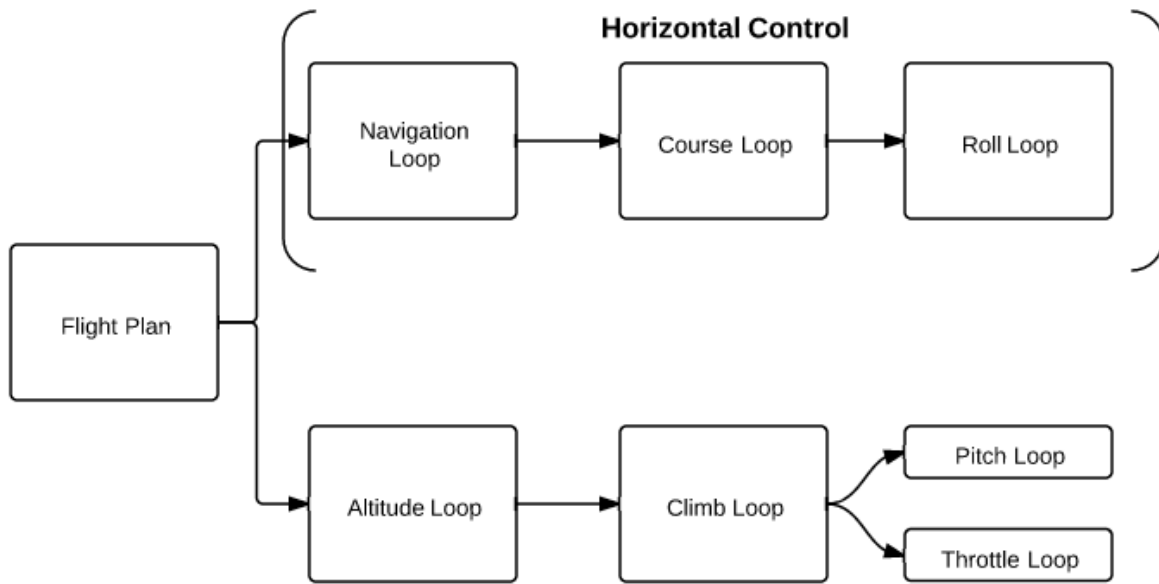 Horizontal Control
Navigation
Loop
Course Loop
Roll Loop
Flight Plan
Altitude Loop
Climb Loop
Pitch Loop
Throttle Loop